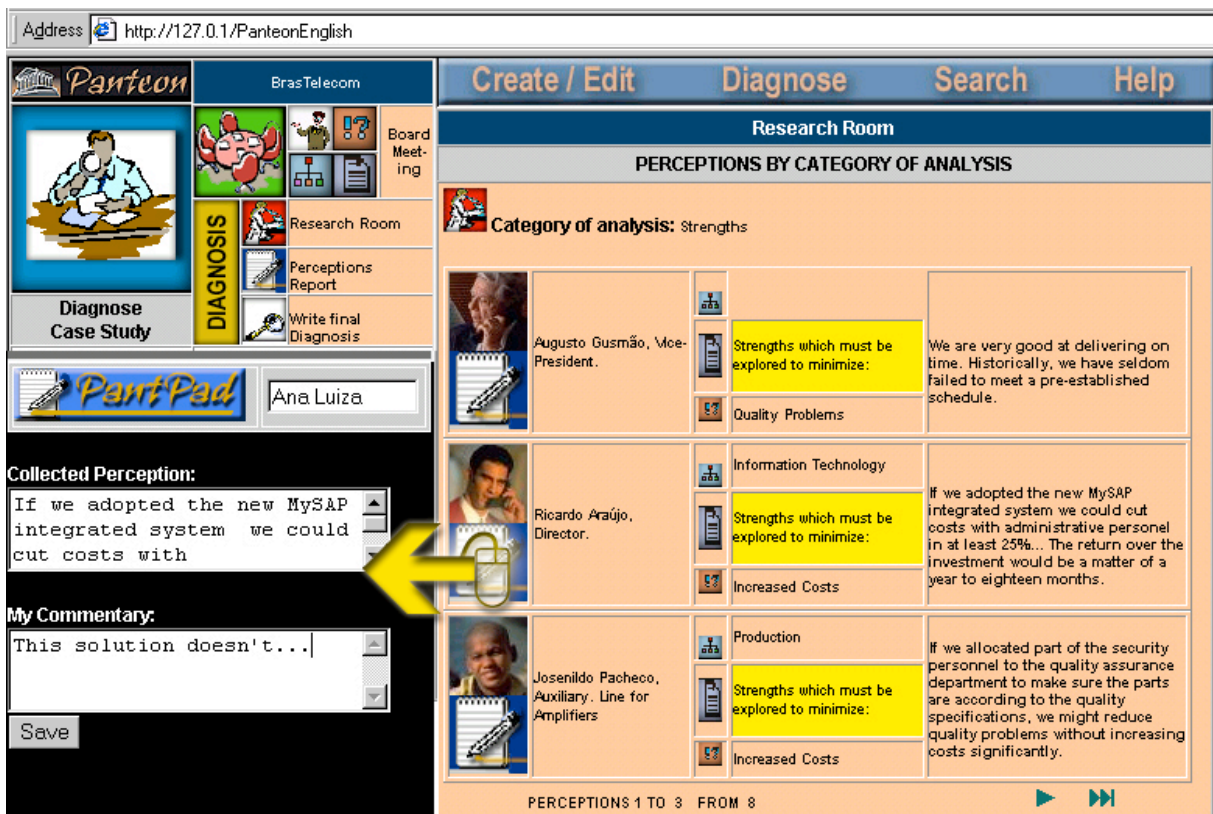 Address http://127.0.1/PanteonEnglish
Panteon
BrasTelecom
Board
Meet-
ing
DIAGNOSIS
Research Room
Perceptions
Report
Write final
Diagnosis
Diagnose
Case Study
PantPad
Ana Luiza
Collected Perception:
If we adopted the new MySAP
integrated system we could
cut costs with
My Commentary:
This solution doesn't...
Save
Create / Edit Diagnose Search Help
Research Room
PERCEPTIONS BY CATEGORY OF ANALYSIS
Category of analysis: Strengths
Augusto Gusmão, Vice-
President.
Strengths which must be
explored to minimize:
Quality Problems
We are very good at delivering on
time. Historically, we have seldom
failed to meet a pre-established
schedule.
Ricardo Araújo,
Director.
Information Technology
Strengths which must be
explored to minimize:
Increased Costs
If we adopted the new MySAP
integrated system we could cut
costs with administrative personel
in at least 25%... The return over the
investment would be a matter of a
year to eighteen months.
Josenildo Pacheco,
Auxiliary. Line for
Amplifiers
Production
Strengths which must be
explored to minimize:
Increased Costs
If we allocated part of the security
personnel to the quality assurance
department to make sure the parts
are according to the quality
specifications, we might reduce
quality problems without increasing
costs significantly.
PERCEPTIONS 1 TO 3 FROM 8